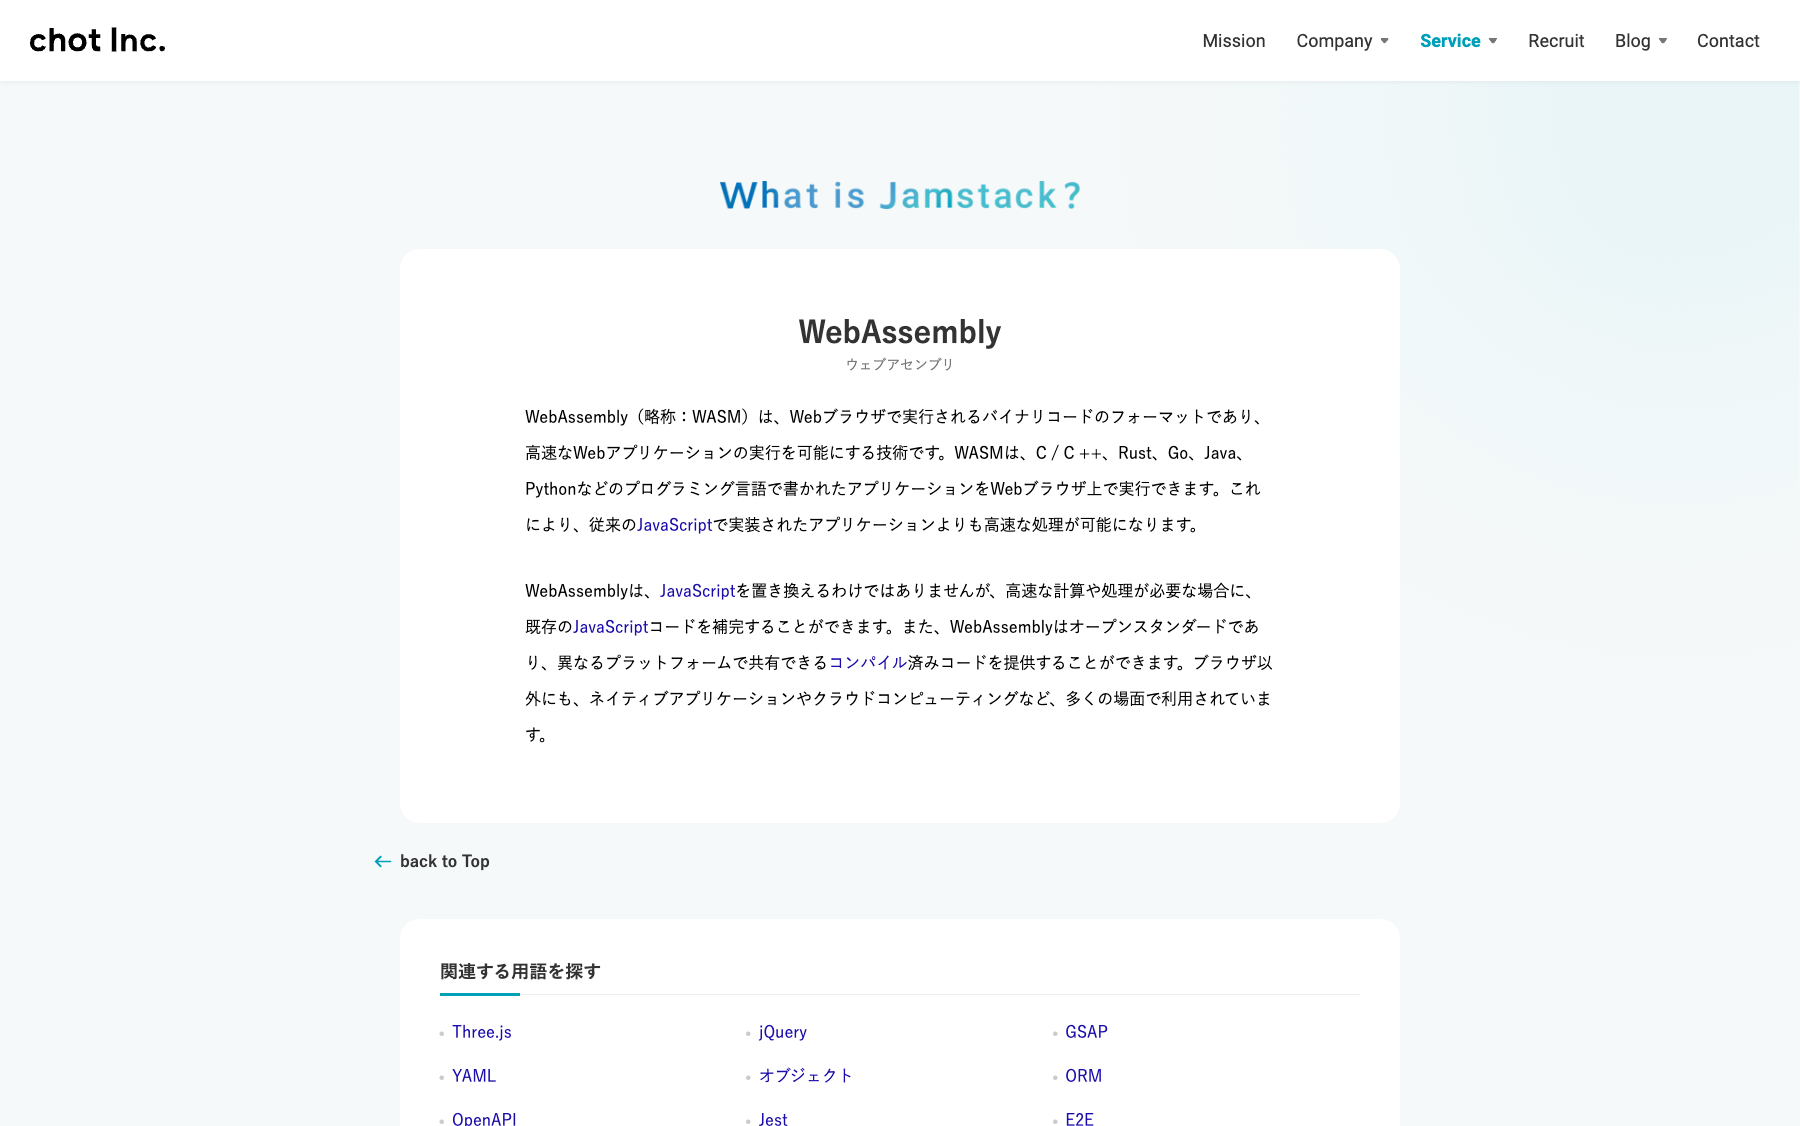 chot Inc.
Mission
Company
Service
Recruit
Blog
Contact
What is Jamstack?
WebAssembly
ウェブアセンブリ
WebAssembly（略称：WASM）は、Webブラウザで実行されるバイナリコードのフォーマットであり、
高速なWebアプリケーションの実行を可能にする技術です。WASMは、C / C ++、Rust、Go、Java、
Pythonなどのプログラミング言語で書かれたアプリケーションをWebブラウザ上で実行できます。これ
により、従来のJavaScriptで実装されたアプリケーションよりも高速な処理が可能になります。
WebAssemblyは、JavaScriptを置き換えるわけではありませんが、高速な計算や処理が必要な場合に、
既存のJavaScriptコードを補完することができます。また、WebAssemblyはオープンスタンダードであ
り、異なるプラットフォームで共有できるコンパイル済みコードを提供することができます。ブラウザ以
外にも、ネイティブアプリケーションやクラウドコンピューティングなど、多くの場面で利用されていま
す。
back to Top
関連する用語を探す
Three.js
jQuery
GSAP
YAML
オブジェクト
ORM
OpenAPI
Jest
E2E